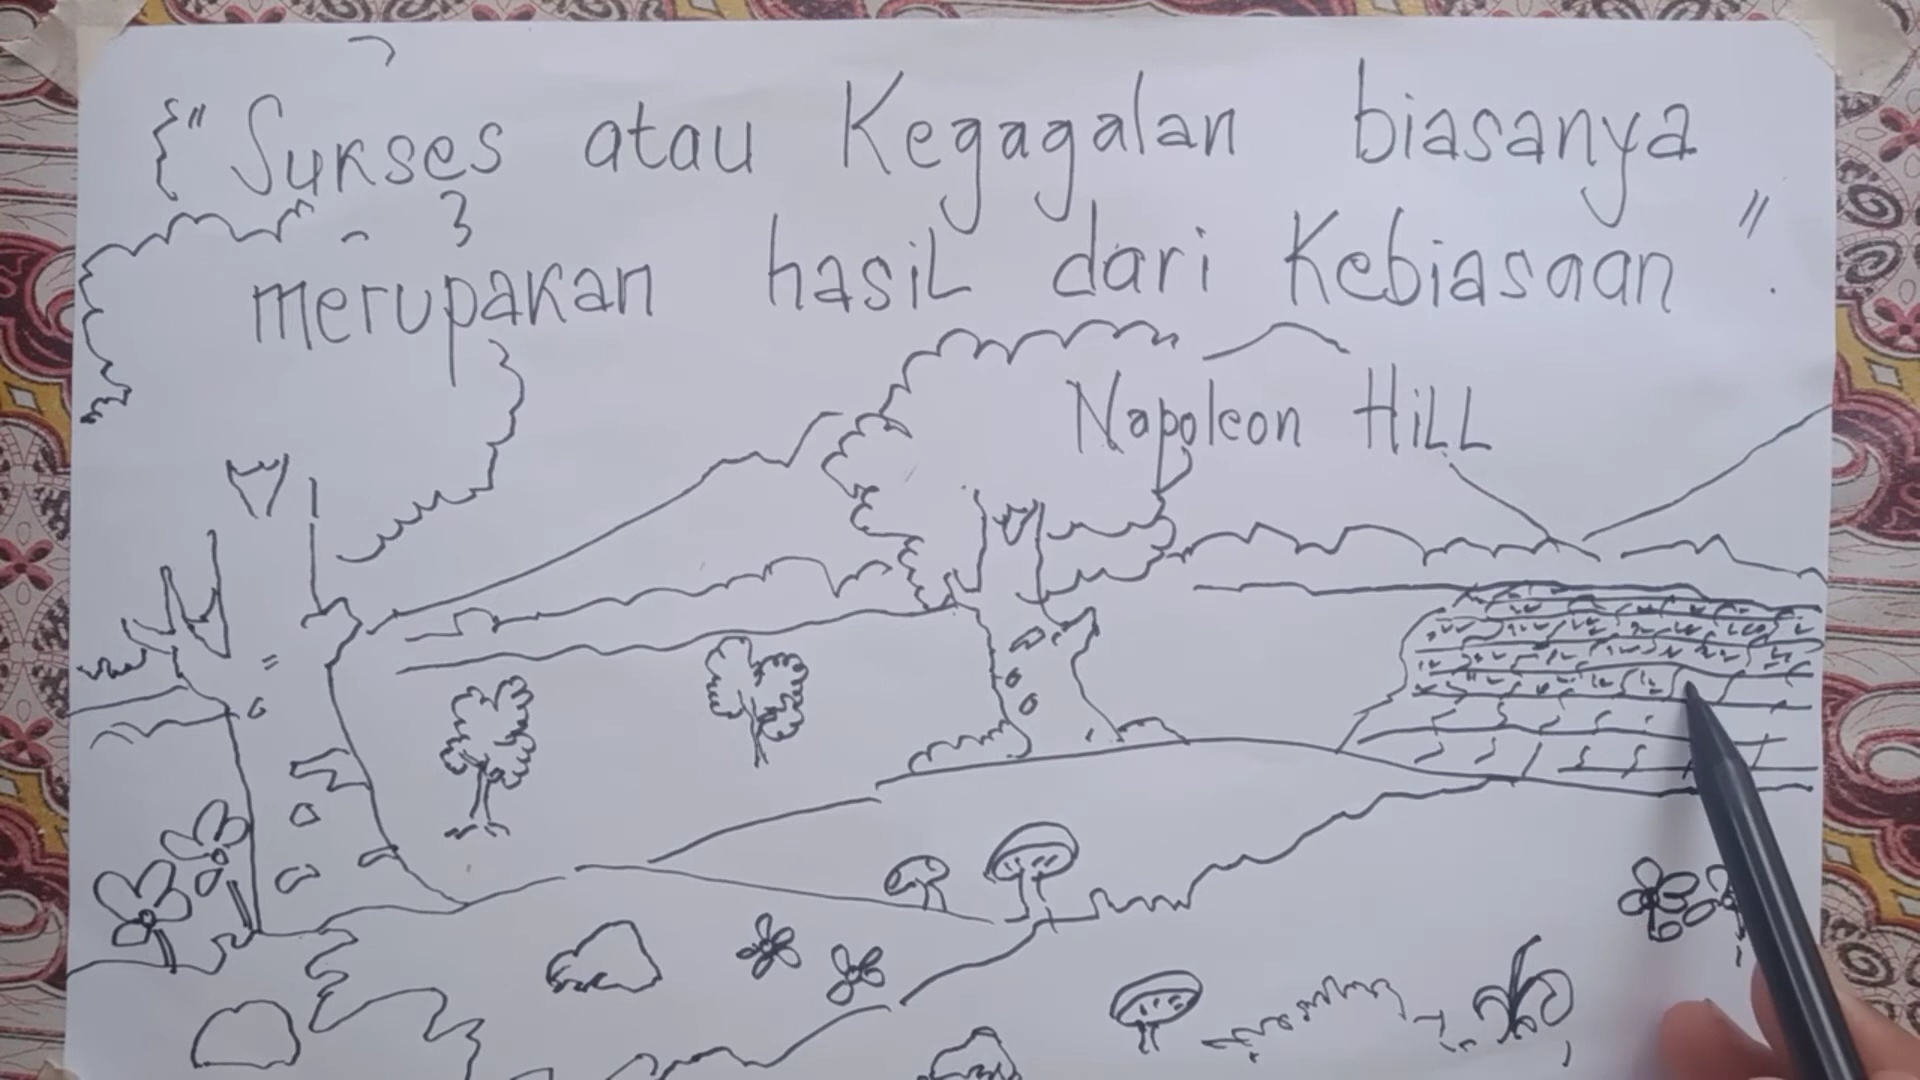 {"Sukses atau Kegagalan biasanya
merupakan hasil dari Kebiasaan".
Napoleon HiLL